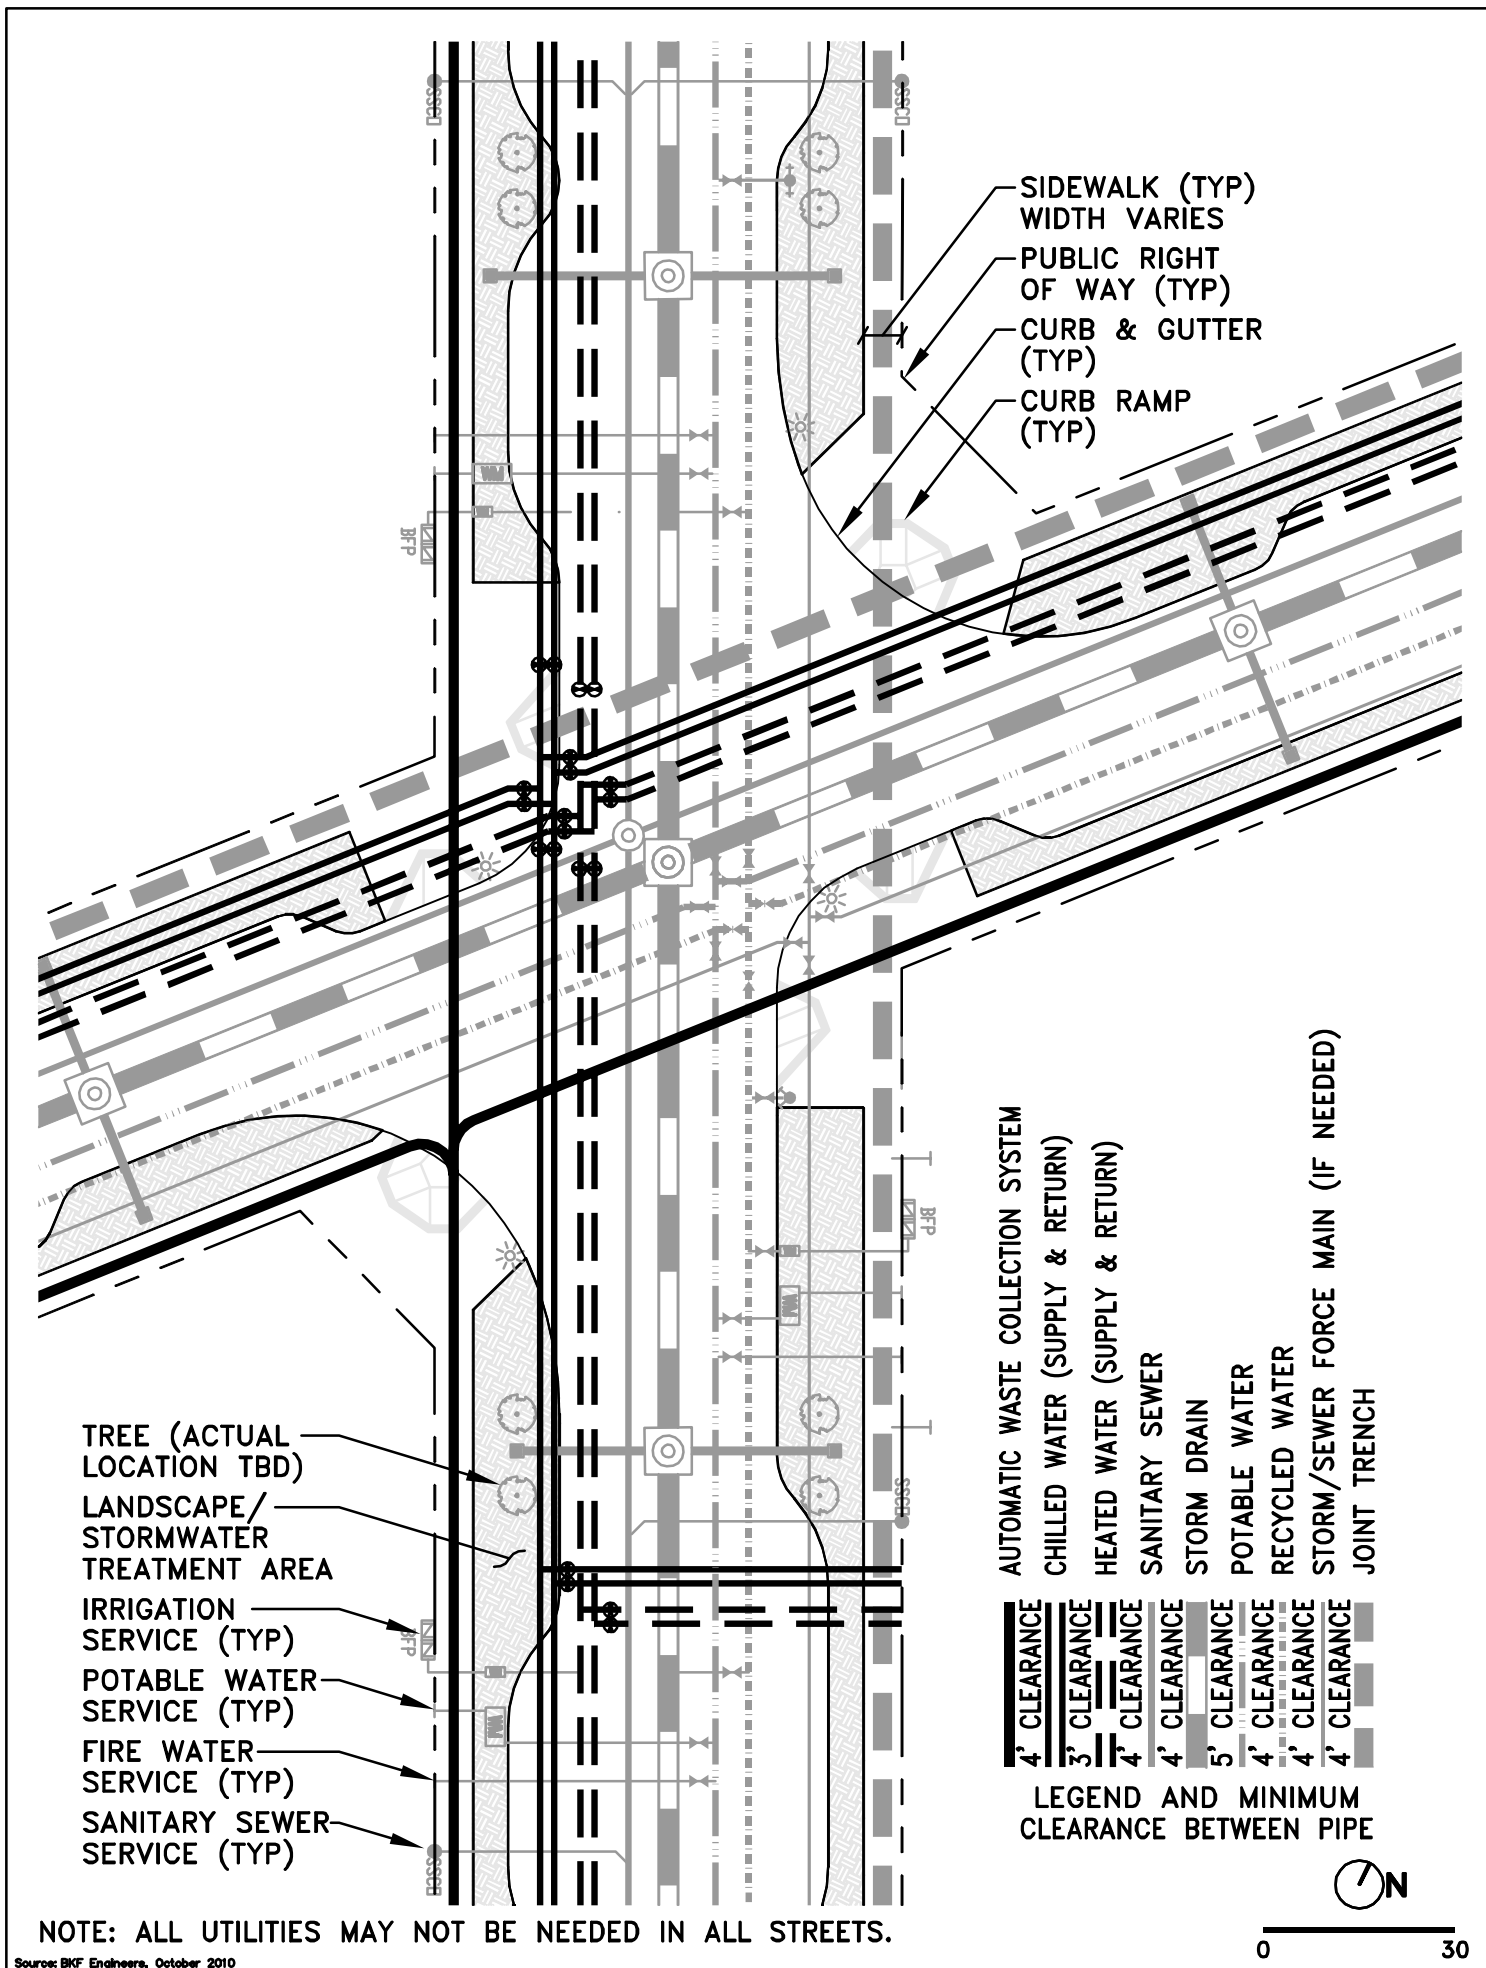 SSCO
SSCO
SIDEWALK (TYP)
WIDTH VARIES
PUBLIC RIGHT
OF WAY (TYP)
CURB & GUTTER
(TYP)
CURB RAMP
(TYP)
WM
BFP
BFP
WM
SSCO
TREE (ACTUAL
LOCATION TBD)
LANDSCAPE/
STORMWATER
TREATMENT AREA
IRRIGATION
SERVICE (TYP)
BFP
POTABLE WATER
SERVICE (TYP)
WM
FIRE WATER
SERVICE (TYP)
SANITARY SEWER
SERVICE (TYP)
SSCO
AUTOMATIC WASTE COLLECTION SYSTEM
CHILLED WATER (SUPPLY & RETURN)
HEATED WATER (SUPPLY & RETURN)
SANITARY SEWER
STORM DRAIN
POTABLE WATER
RECYCLED WATER
STORM/SEWER FORCE MAIN (IF NEEDED)
JOINT TRENCH
4' CLEARANCE
3' CLEARANCE
4' CLEARANCE
4' CLEARANCE
5' CLEARANCE
4' CLEARANCE
4' CLEARANCE
4' CLEARANCE
LEGEND AND MINIMUM
CLEARANCE BETWEEN PIPE
N
0 30
NOTE: ALL UTILITIES MAY NOT BE NEEDED IN ALL STREETS.
Source: BKF Engineers, October 2010